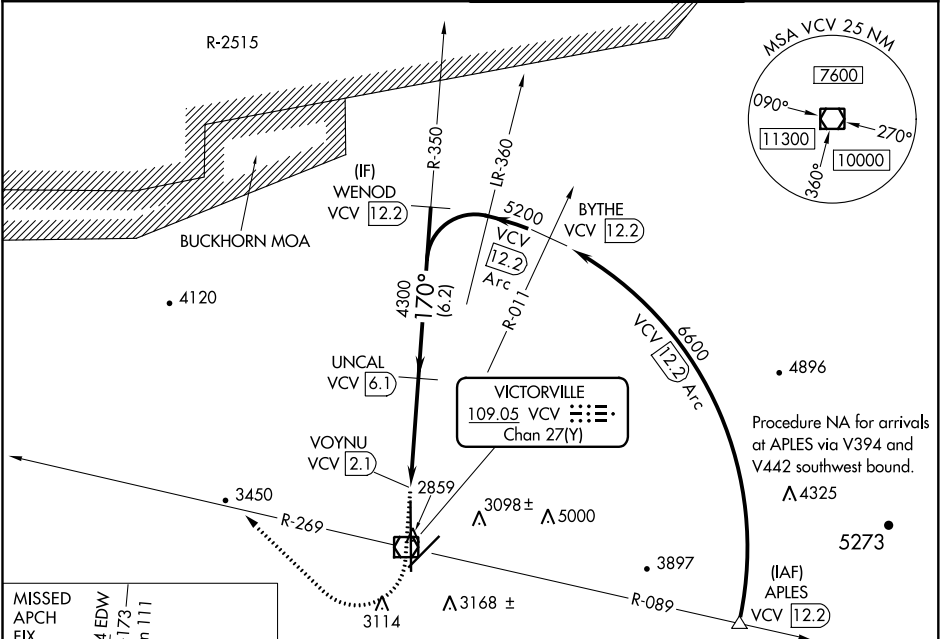 R-2515
MSA VCV 25 NM
7600
090°
270°
11300
10000
360°
R-350
LR-360
(IF)
WENOD
VCV 12.2
5200
VCV
12.2
Arc
BYTHE
VCV 12.2
BUCKHORN MOA
4300
170°
(6.2)
R-011
4120
6600
VCV 12.2 Arc
UNCAL
VCV 6.1
4896
VICTORVILLE
109.05 VCV
Chan 27(Y)
Procedure NA for arrivals
at APLES via V394 and
V442 southwest bound.
VOYNU
VCV 2.1
2859
3450
3098 ±
5000
4325
R-269
5273
3897
(IAF)
APLES
VCV 12.2
R-089
3114
3168 ±
MISSED
APCH
FIX
EDW
173
111